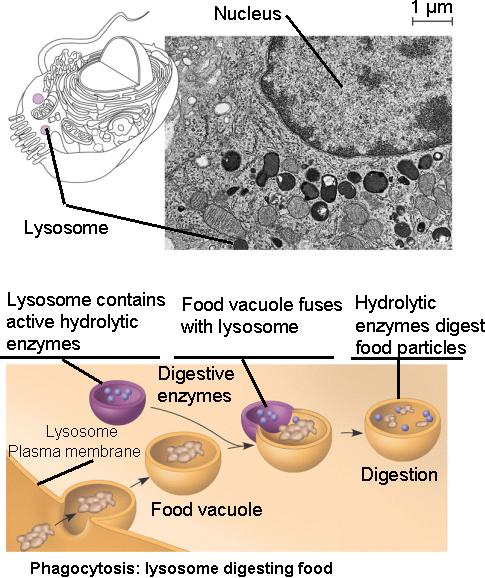 Nucleus
1 µm
Lysosome
Lysosome contains
active hydrolytic
enzymes
Food vacuole fuses
with lysosome
Hydrolytic
enzymes digest
food particles
Digestive
enzymes
Lysosome
Plasma membrane
Food vacuole
Digestion
Phagocytosis: lysosome digesting food